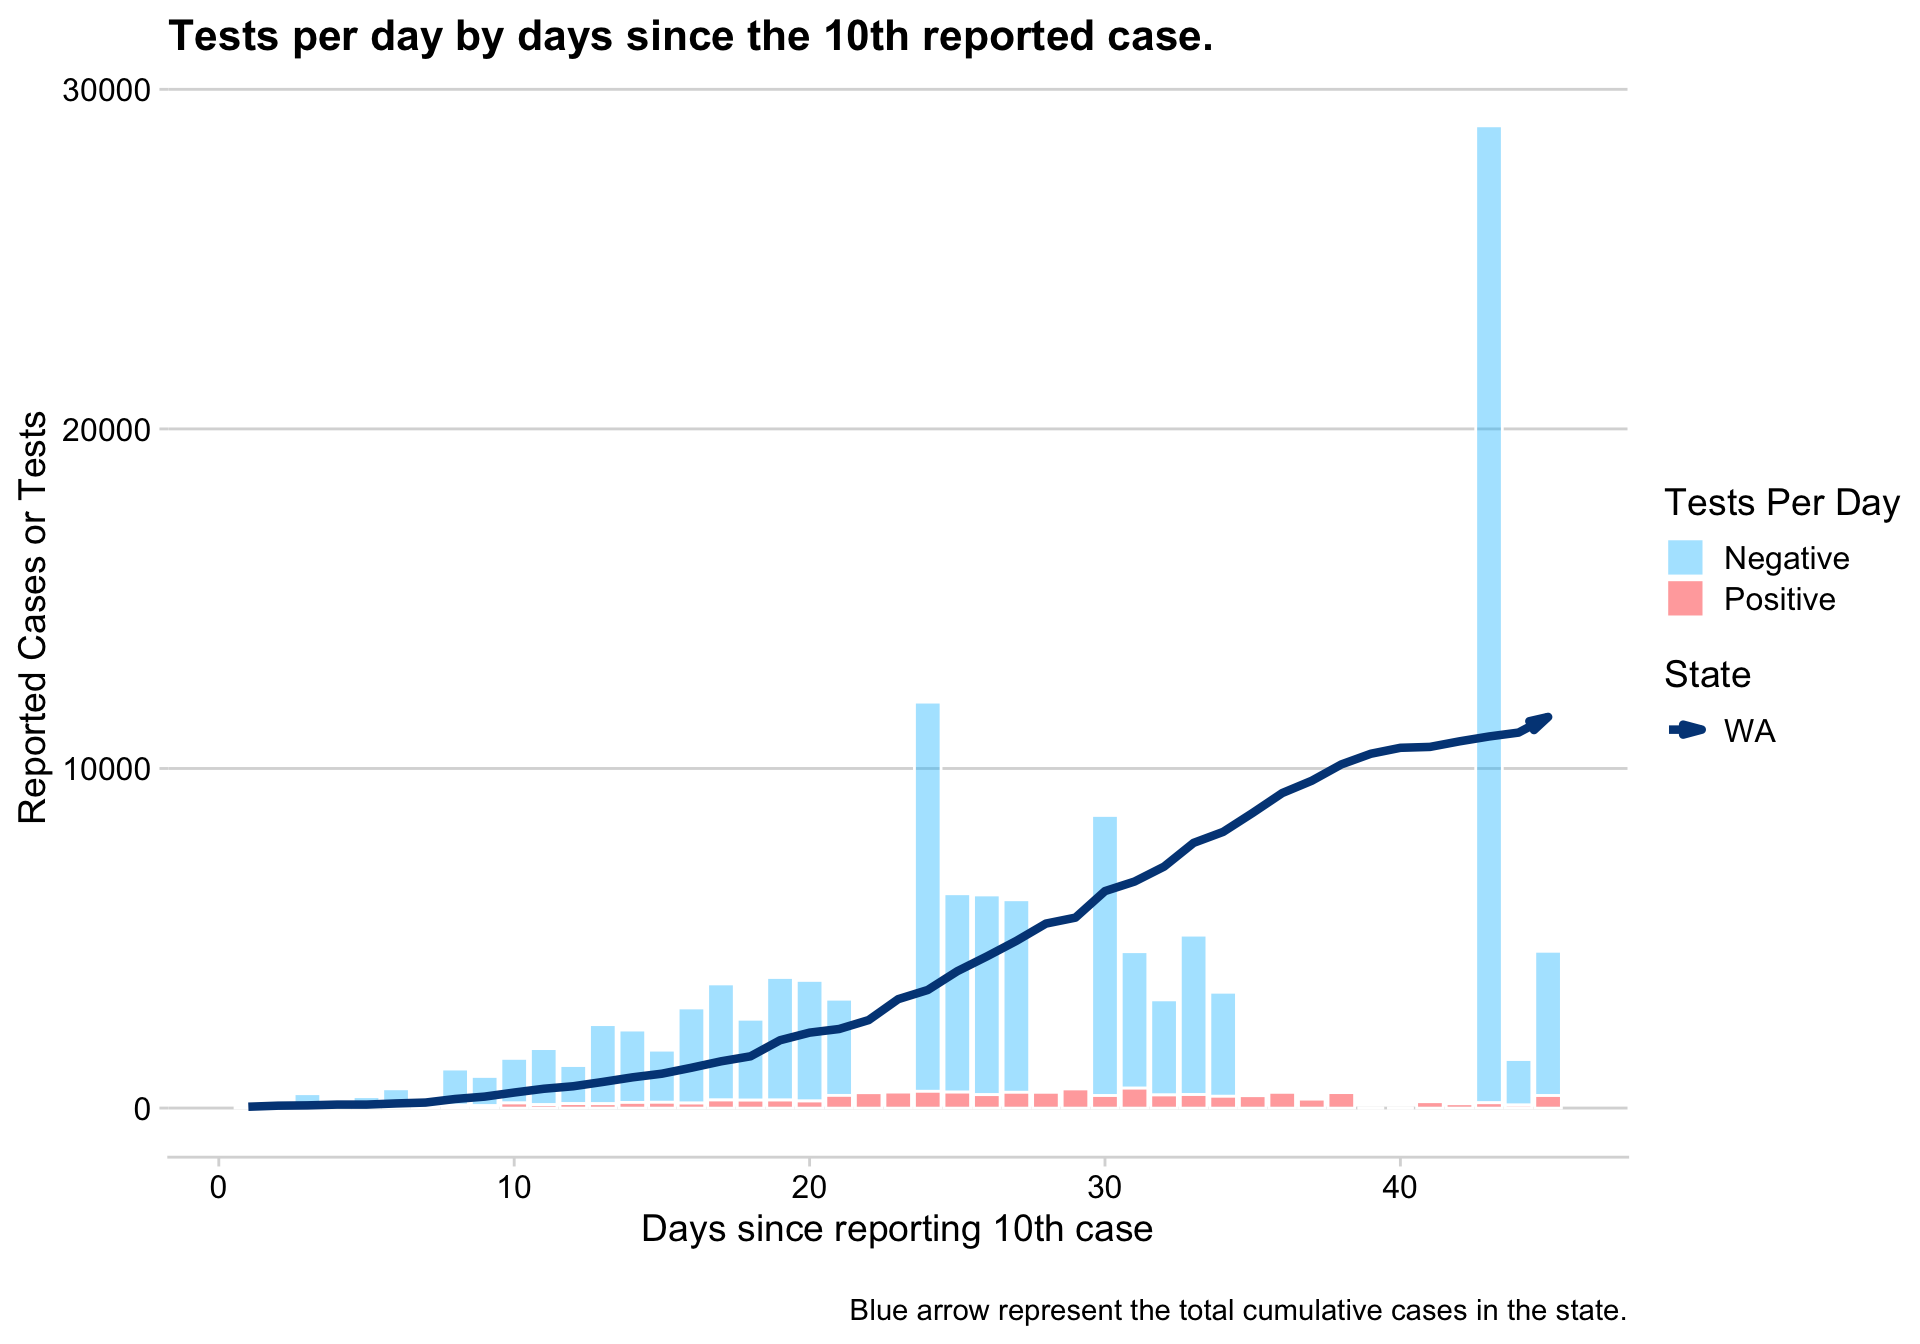 Tests per day by days since the 10th reported case.
30000
20000
10000
0
Reported Cases or Tests
0 10 20 30 40
Days since reporting 10th case
Tests Per Day
Negative
Positive
State
WA
Blue arrow represent the total cumulative cases in the state.